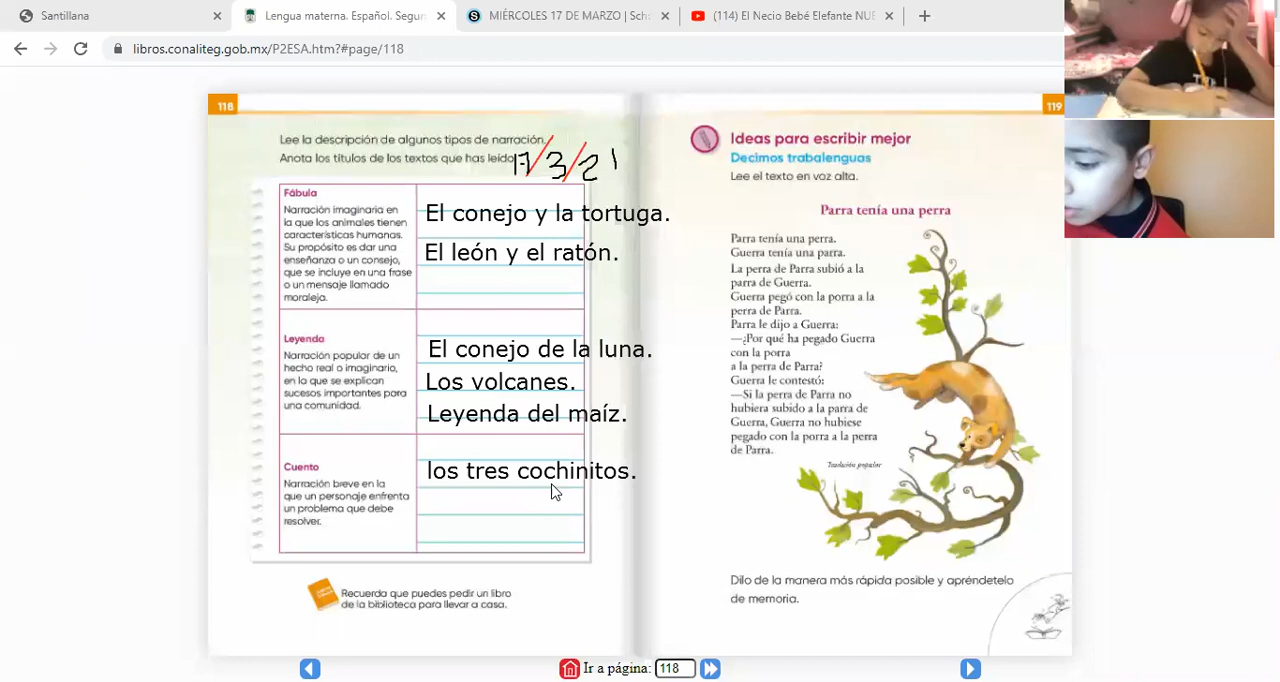 Santillana
Lengua materna. Español. Segun
MIÉRCOLES 17 DE MARZO | Sch
(114) El Necio Bebé Elefante NUE
libros.conaliteg.gob.mx/P2ESA.htm?#page/118
118
Lee la descripción de algunos tipos de narración.
Anota los títulos de los textos que has leído
17/3/21
Fábula
Narración imaginaria en
la que los animales tienen
características humanas.
Su propósito es dar una
enseñanza o un consejo,
que se incluye en una frase
o un mensaje llamado
moraleja.
El conejo y la tortuga.
El león y el ratón.
Leyenda
Narración popular de un
hecho real o imaginario,
en la que se explican
sucesos importantes para
una comunidad.
El conejo de la luna.
Los volcanes.
Leyenda del maíz.
Cuento
Narración breve en la
que un personaje enfrenta
un problema que debe
resolver.
los tres cochinitos.
Recuerda que puedes pedir un libro
de la biblioteca para llevar a casa.
119
Ideas para escribir mejor
Decimos trabalenguas
Lee el texto en voz alta.
Parra tenía una perra
Parra tenía una perra.
Guerra tenía una parra.
La perra de Parra subió a la
parra de Guerra.
Guerra pegó con la porra a la
perra de Parra.
Parra le dijo a Guerra:
—¿Por qué ha pegado Guerra
con la porra
a la perra de Parra?
Guerra le contestó:
—Si la perra de Parra no
hubiera subido a la parra de
Guerra, Guerra no hubiese
pegado con la porra a la perra
de Parra.
Tradición popular
Dilo de la manera más rápida posible y apréndetelo
de memoria.
Ir a página: 118